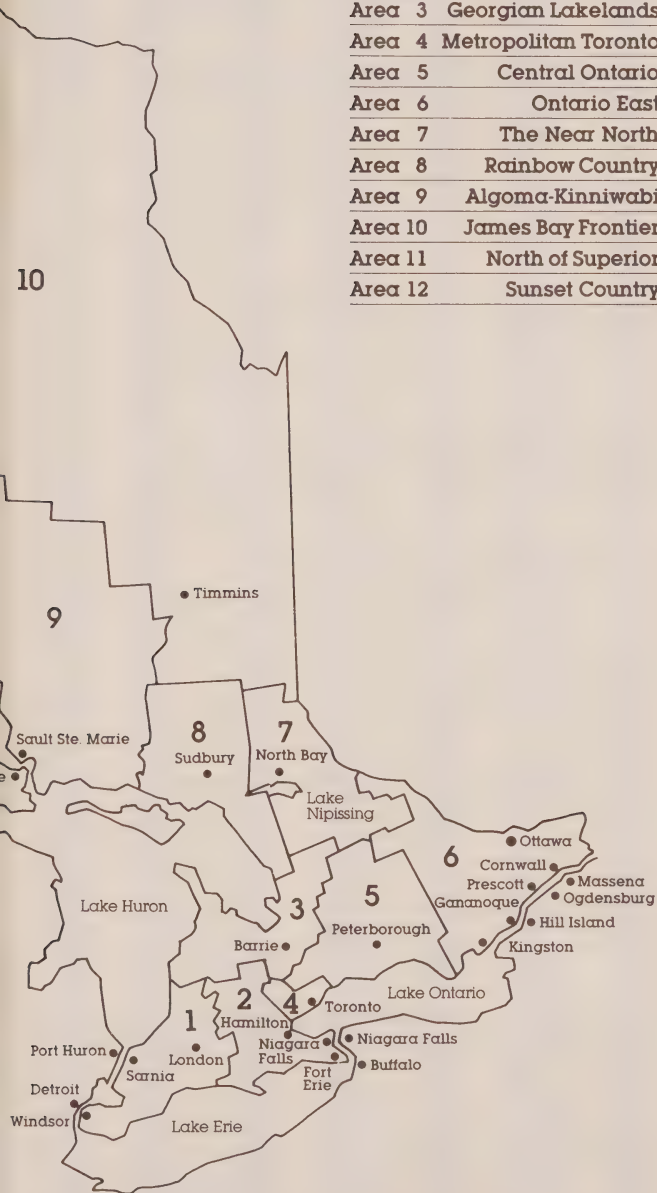 Area 3 Georgian Lakelands
Area 4 Metropolitan Toronto
Area 5 Central Ontario
Area 6 Ontario East
Area 7 The Near North
Area 8 Rainbow Country
Area 9 Algoma-Kinniwabi
Area 10 James Bay Frontier
Area 11 North of Superior
Area 12 Sunset Country
10
Timmins
9
8
7
Sault Ste. Marie
Sudbury
North Bay
e
Lake
Nipissing
6
Ottawa
Cornwall
Prescott
Massena
Gananoque
Ogdensburg
Hill Island
Kingston
Lake Huron
3
5
Peterborough
Barrie
Lake Ontario
2
4
Toronto
1
Hamilton
Port Huron
London
Niagara
Falls
Niagara Falls
Sarnia
Fort
Erie
Buffalo
Detroit
Windsor
Lake Erie